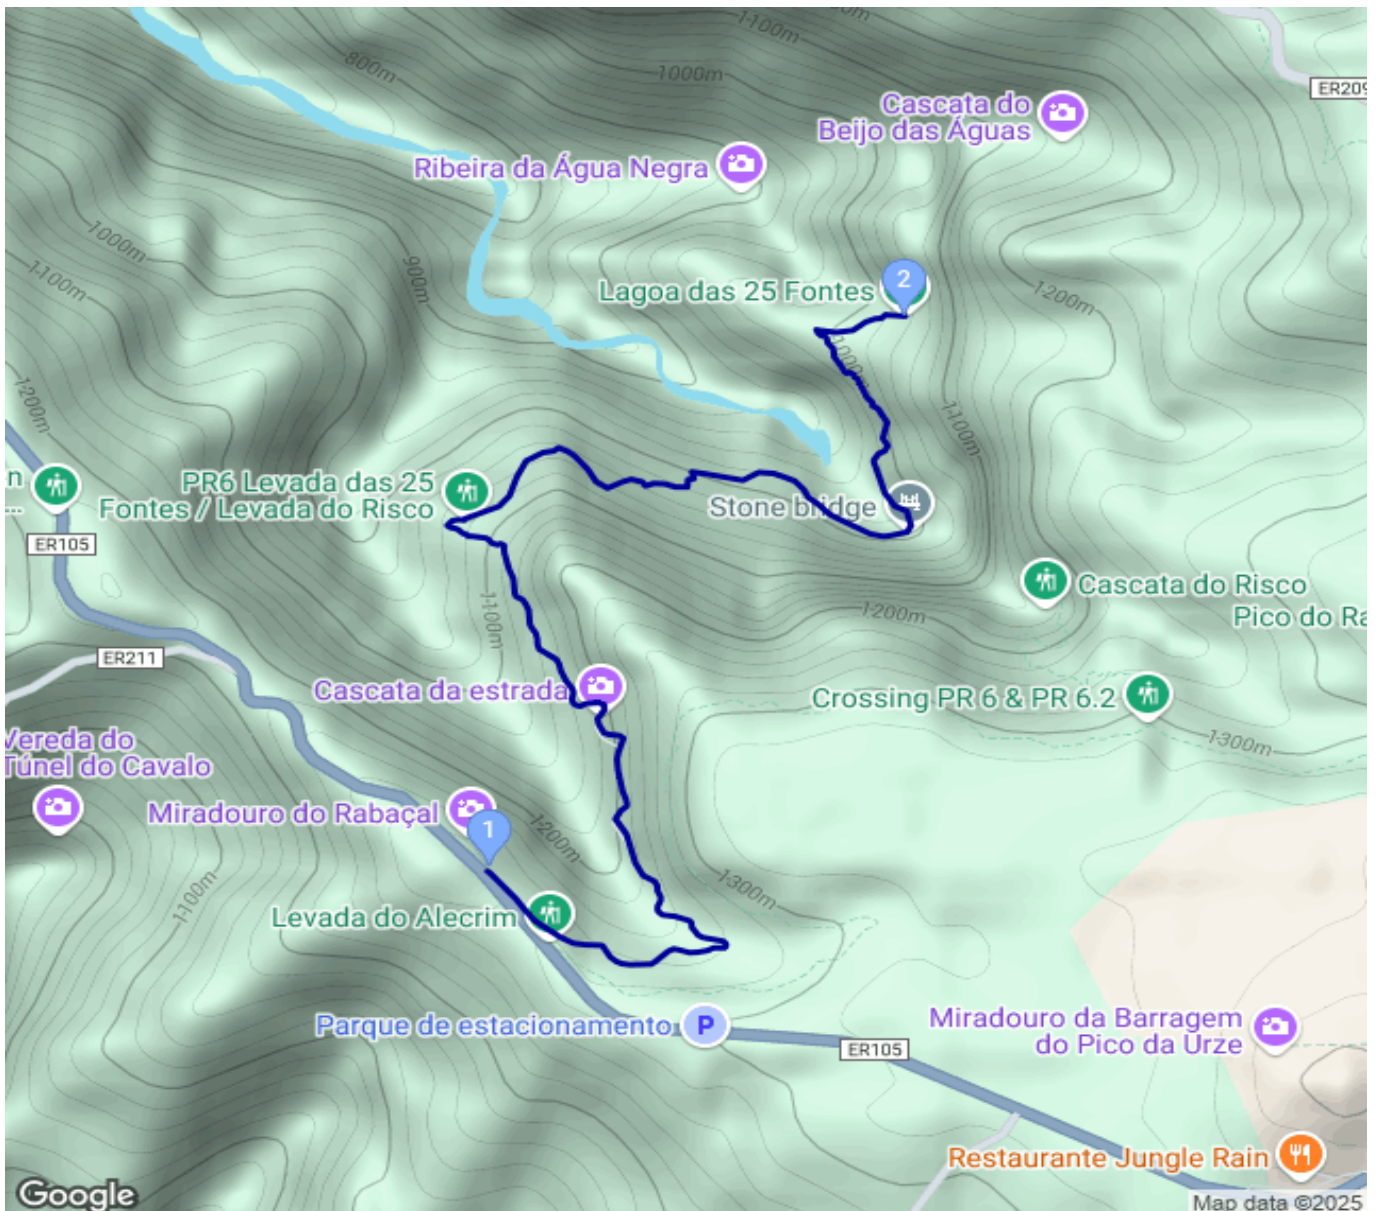 1100m
1100m
ER209
800m
1000m
Cascata do
Beijo das Águas
Ribeira da Água Negra
1000m
1100m
900m
2
Lagoa das 25 Fontes
1200m
1000m
1200m
1100m
n
...
PR6 Levada das 25
Fontes / Levada do Risco
Stone bridge
ER105
Cascata do Risco
1100m
1200m
Pico do Ra
ER211
Cascata da estrada
Crossing PR 6 & PR 6.2
1300m
Vereda do
Túnel do Cavalo
Miradouro do Rabaçal
1
1200m
1300m
1100m
Levada do Alecrim
Parque de estacionamento
P
Miradouro da Barragem
do Pico da Urze
ER105
Restaurante Jungle Rain
Google
Map data ©2025